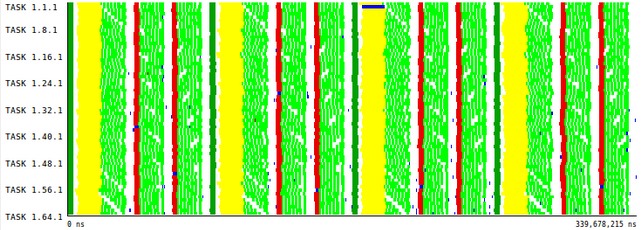 TASK 1.1.1
TASK 1.8.1
TASK 1.16.1
TASK 1.24.1
TASK 1.32.1
TASK 1.40.1
TASK 1.48.1
TASK 1.56.1
TASK 1.64.1
0 ns
339,678,215 ns